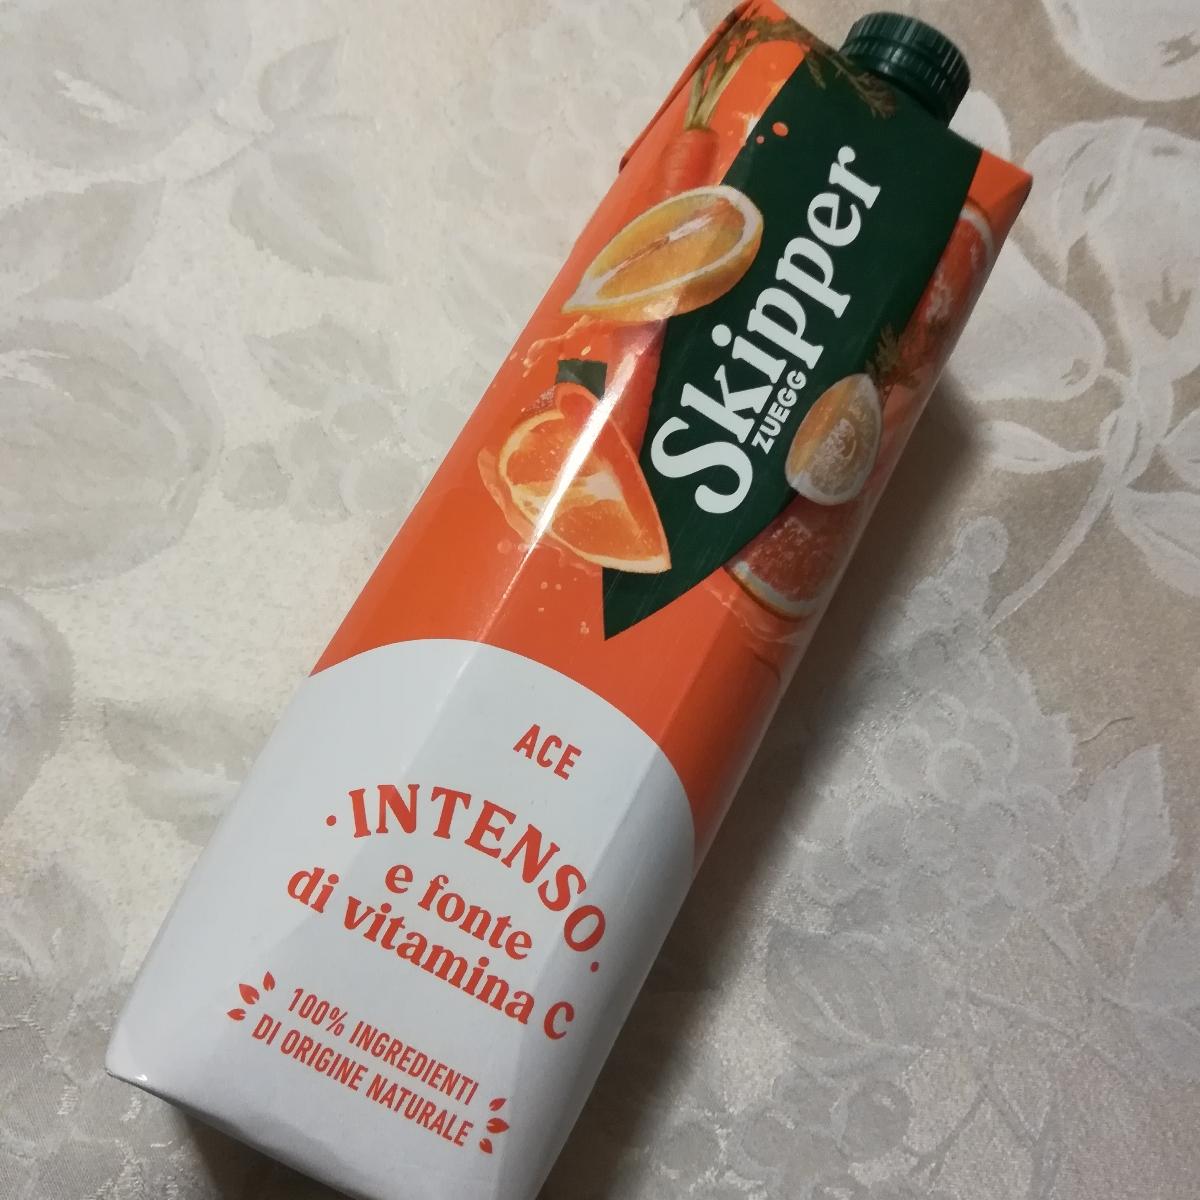 Skipper
ZUEGG
ACE
·INTENSO·
e fonte
di vitamina C
100% INGREDIENTI
DI ORIGINE NATURALE